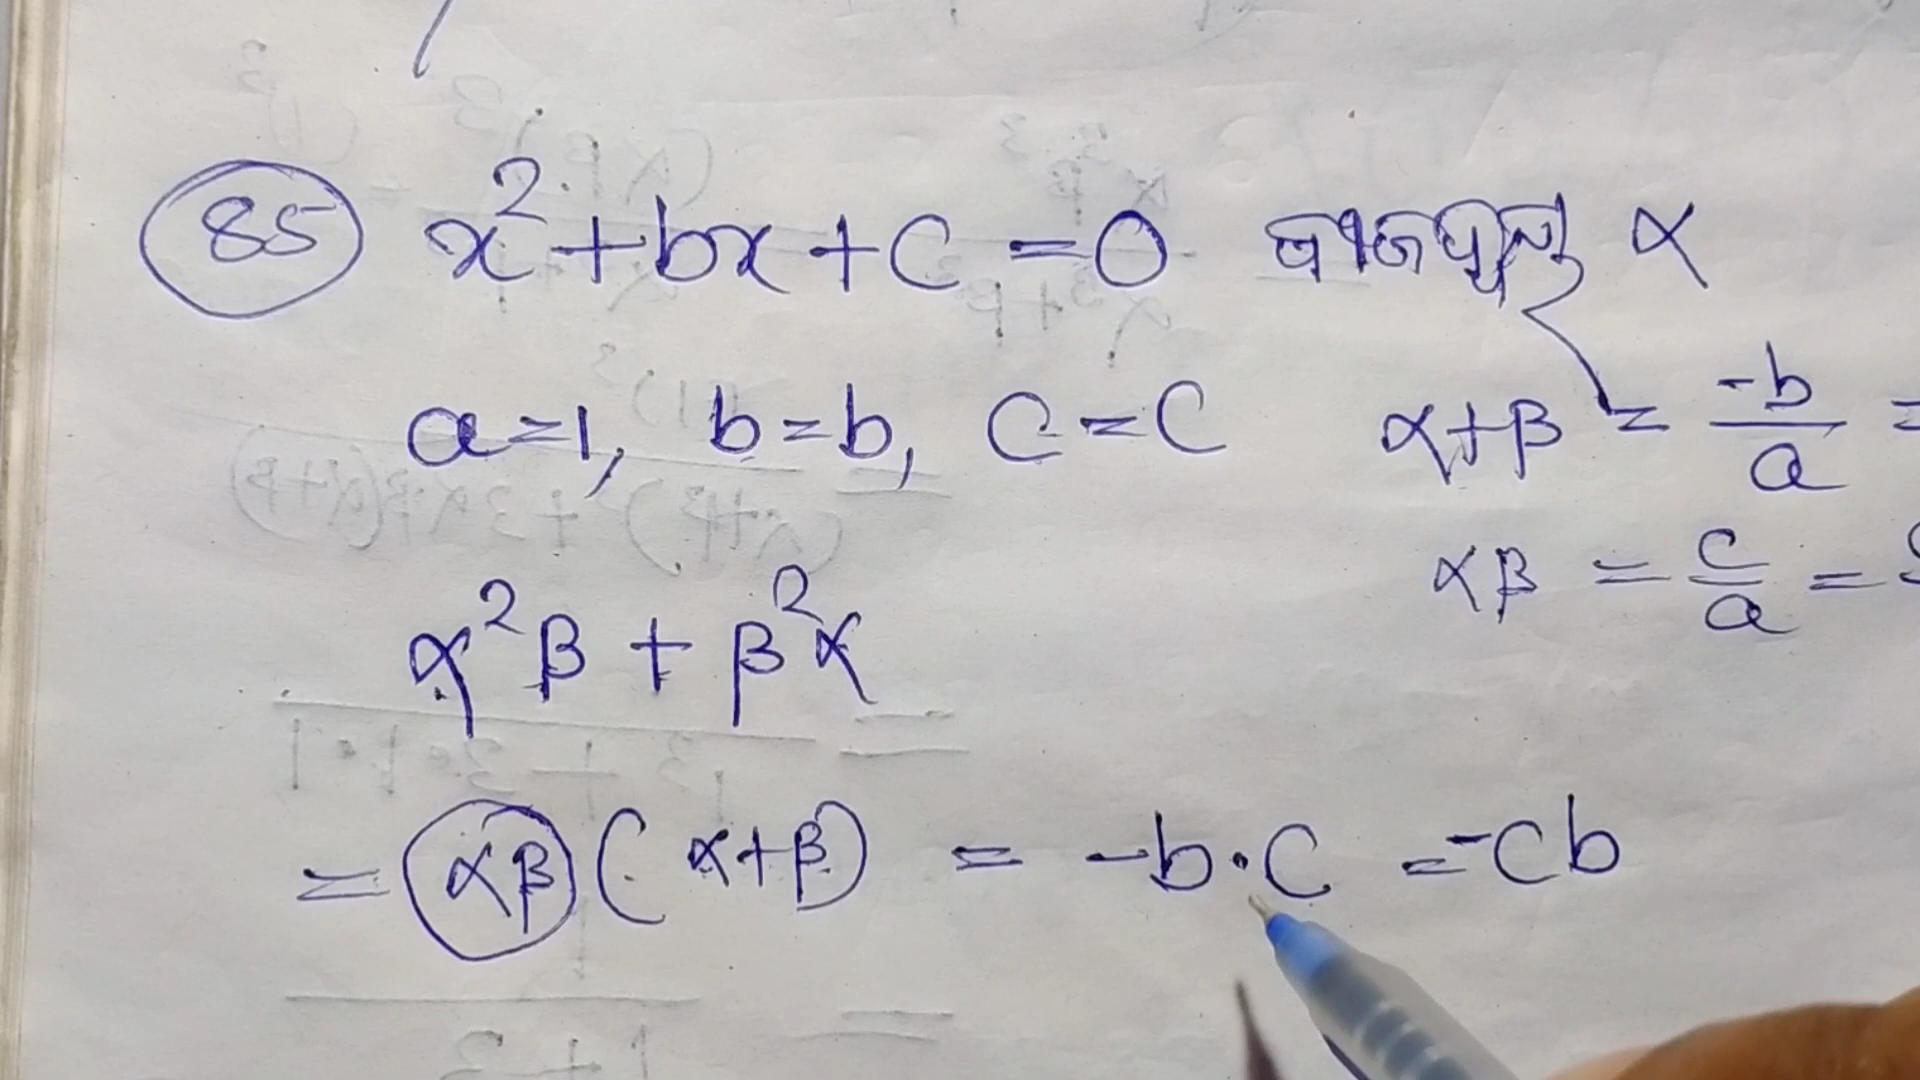 85 x² + bx + c = 0 ବୀଜଦ୍ୱୟ α
a = 1, b = b, c = c α + β = -b/a =
αβ = c/a =
α²β + β²α
= αβ (α + β) = -b·c = -cb